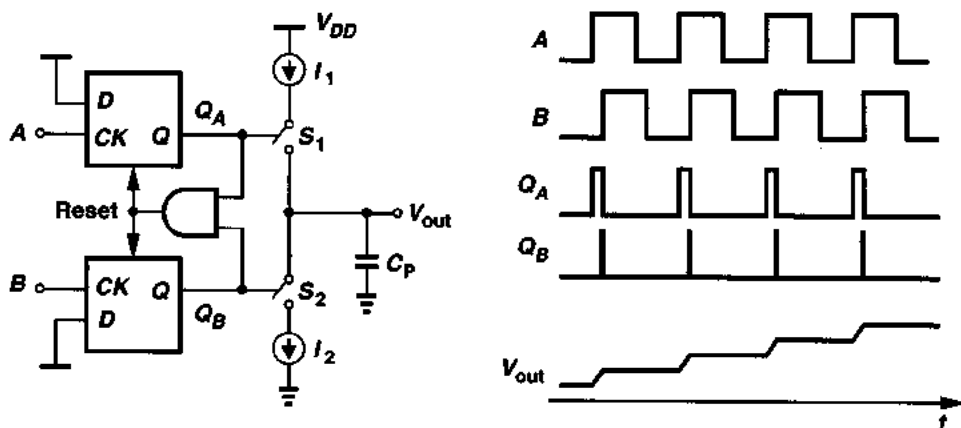 V_DD
I_1
D
Q_A
A
CK
Q
S_1
Reset
V_out
C_P
B
CK
Q
S_2
D
Q_B
I_2
A
B
Q_A
Q_B
V_out
t